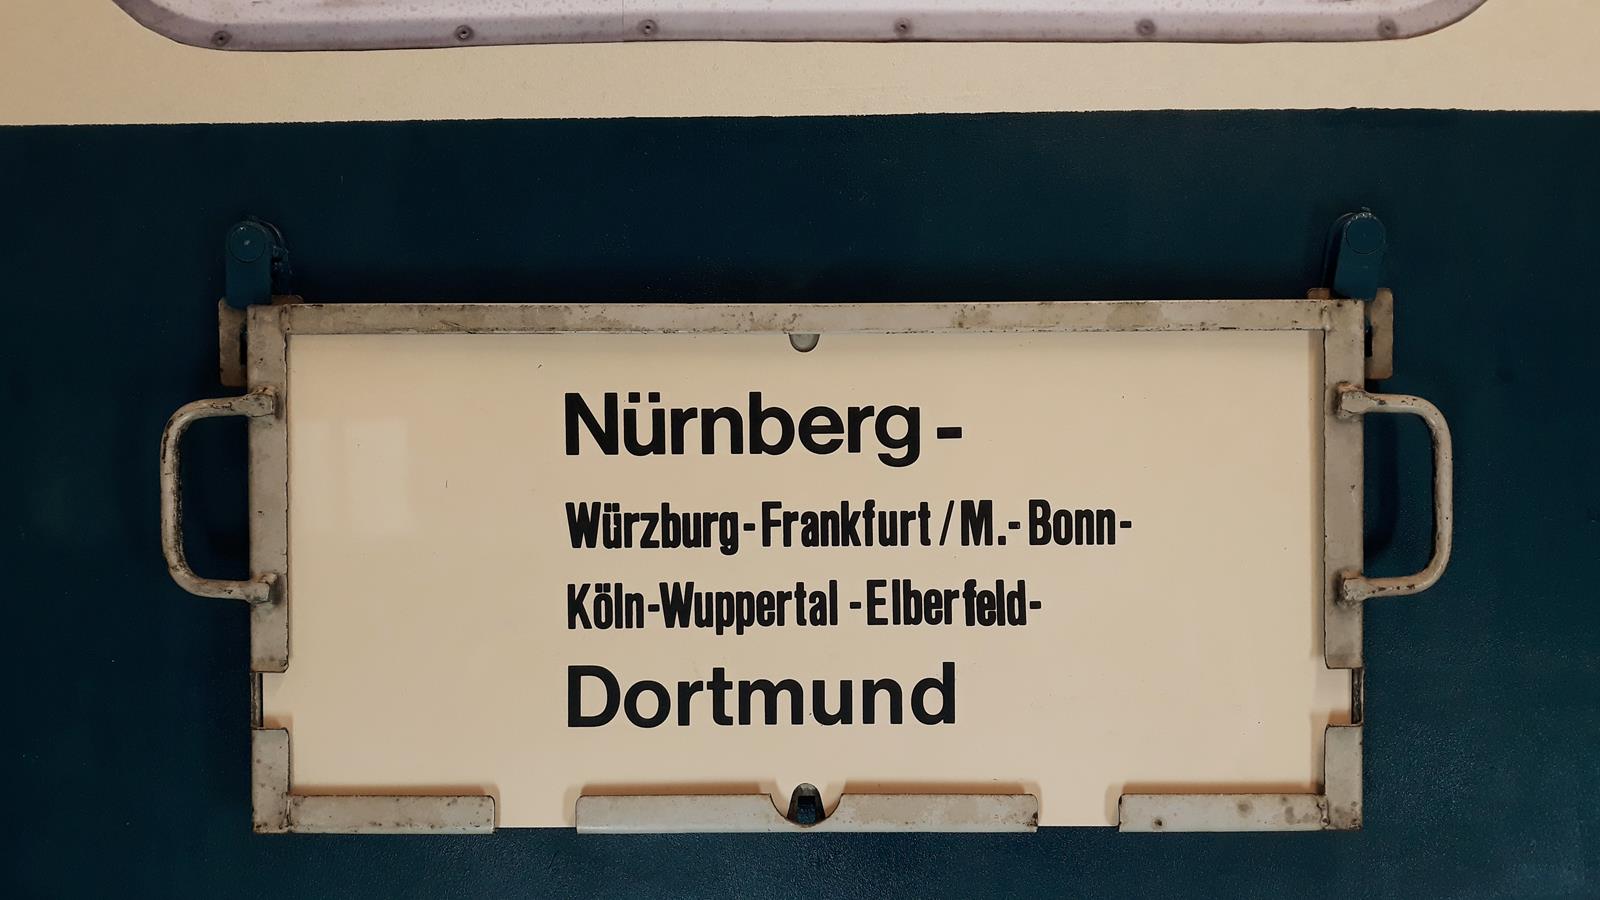 Nürnberg -
Würzburg-Frankfurt / M.-Bonn-
Köln-Wuppertal -Elberfeld-
Dortmund